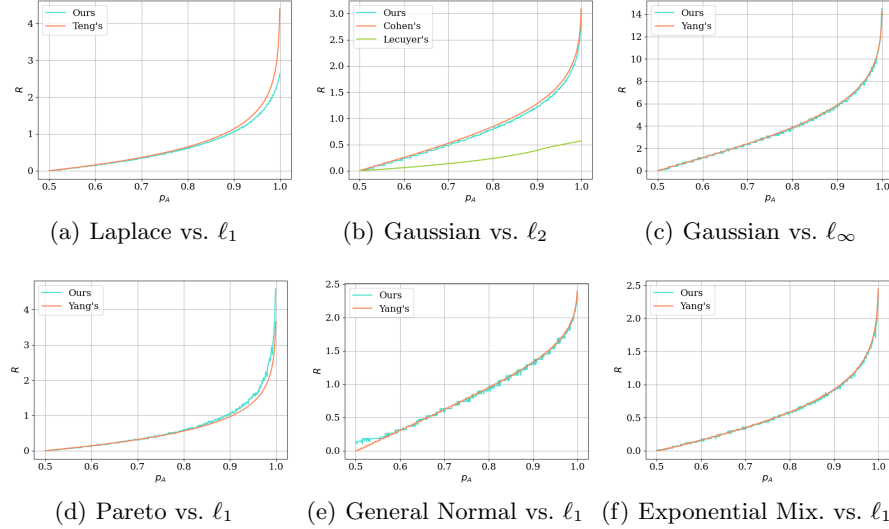 4
3
2
1
0
R
Ours
Teng's
0.5 0.6 0.7 0.8 0.9 1.0
p_A
(a) Laplace vs. ℓ₁
3.0
2.5
2.0
1.5
1.0
0.5
0.0
R
Ours
Cohen's
Lecuyer's
0.5 0.6 0.7 0.8 0.9 1.0
p_A
(b) Gaussian vs. ℓ₂
14
12
10
8
6
4
2
0
R
Ours
Yang's
0.5 0.6 0.7 0.8 0.9 1.0
p_A
(c) Gaussian vs. ℓ∞
4
3
2
1
0
R
Ours
Yang's
0.5 0.6 0.7 0.8 0.9 1.0
p_A
(d) Pareto vs. ℓ₁
2.5
2.0
1.5
1.0
0.5
0.0
R
Ours
Yang's
0.5 0.6 0.7 0.8 0.9 1.0
p_A
(e) General Normal vs. ℓ₁
2.5
2.0
1.5
1.0
0.5
0.0
R
Ours
Yang's
0.5 0.6 0.7 0.8 0.9 1.0
p_A
(f) Exponential Mix. vs. ℓ₁